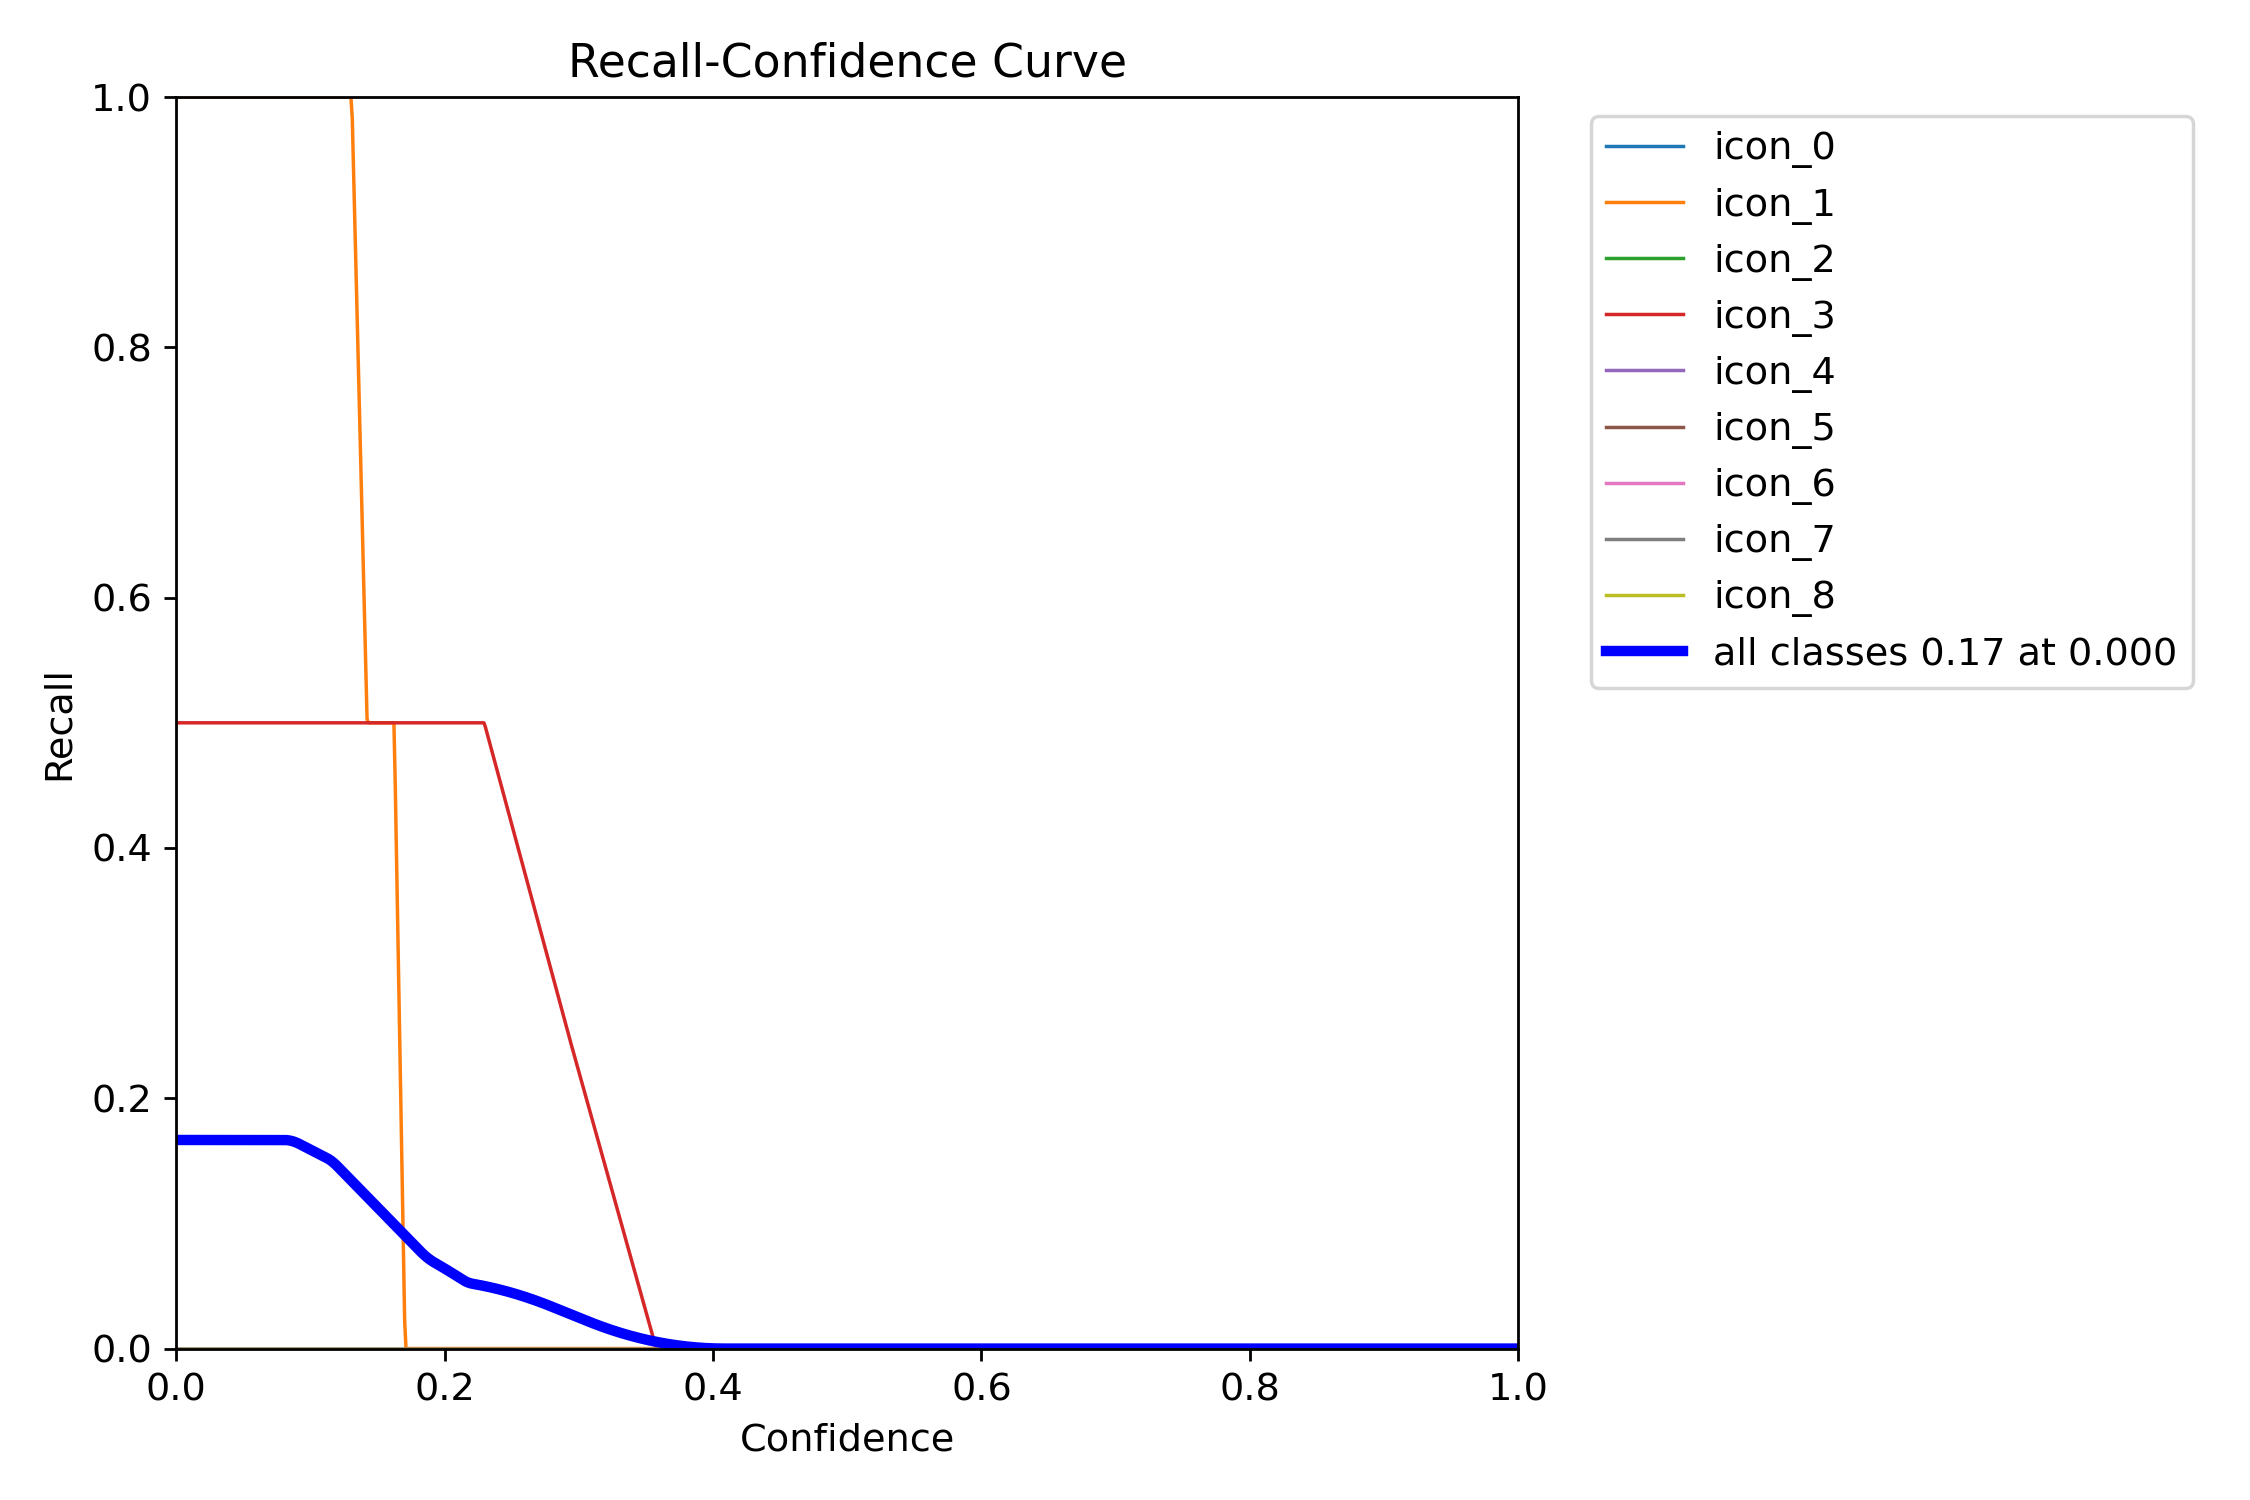 Recall-Confidence Curve
1.0
0.8
0.6
0.4
0.2
0.0
Recall
0.0 0.2 0.4 0.6 0.8 1.0
Confidence
icon_0
icon_1
icon_2
icon_3
icon_4
icon_5
icon_6
icon_7
icon_8
all classes 0.17 at 0.000